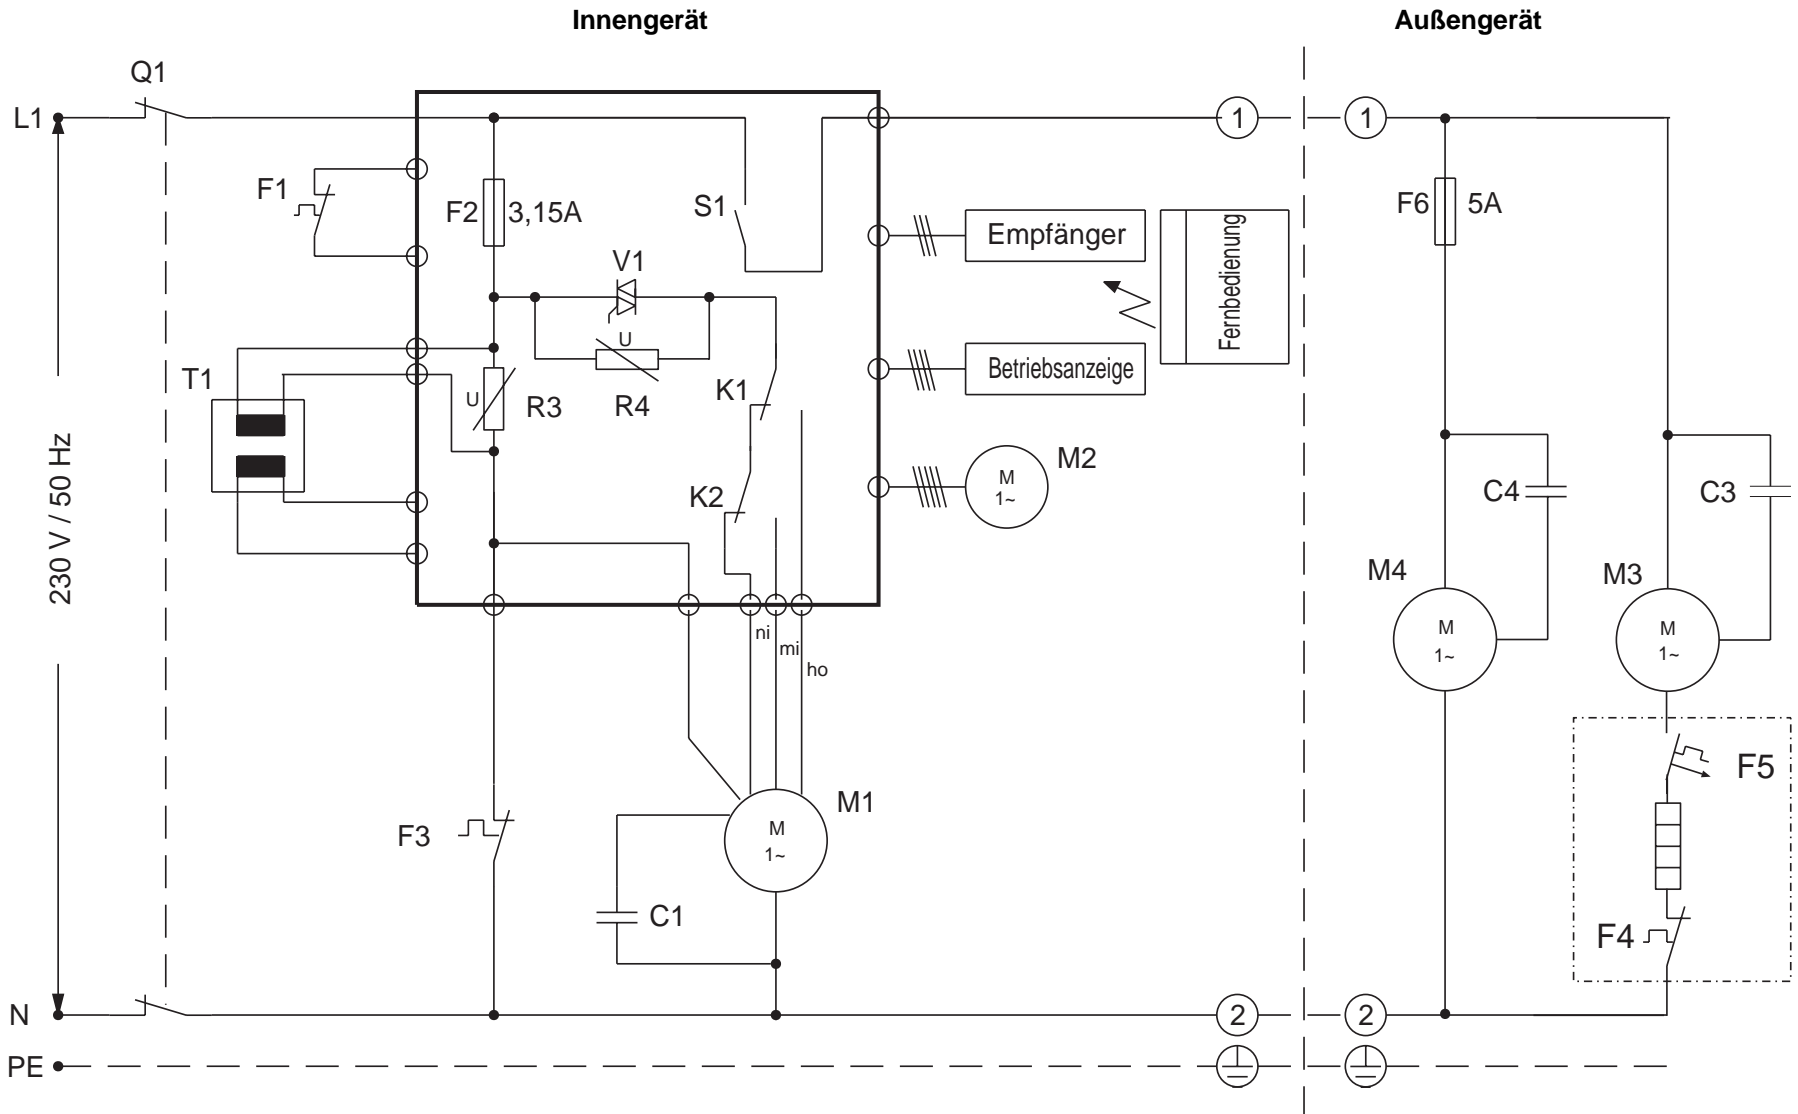 Innengerät
Außengerät
Q1
L1
1
1
F1
F2
3,15A
S1
F6
5A
Empfänger
Fernbedienung
V1
U
T1
U
R3
R4
K1
Betriebsanzeige
230 V / 50 Hz
K2
M
1~
M2
C4
C3
M4
M3
M
1~
M
1~
ni
mi
ho
F5
M1
F3
M
1~
C1
F4
N
2
2
PE